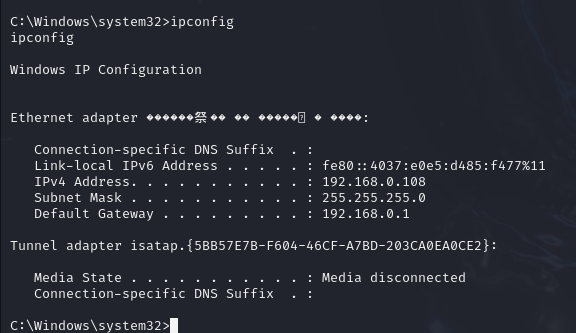 C:\Windows\system32>ipconfig
ipconfig
Windows IP Configuration
Ethernet adapter ������祭�� �� �����⥫� � ����:
Connection-specific DNS Suffix . :
Link-local IPv6 Address . . . . . : fe80::4037:e0e5:d485:f477%11
IPv4 Address. . . . . . . . . . . : 192.168.0.108
Subnet Mask . . . . . . . . . . . : 255.255.255.0
Default Gateway . . . . . . . . . : 192.168.0.1
Tunnel adapter isatap.{5BB57E7B-F604-46CF-A7BD-203CA0EA0CE2}:
Media State . . . . . . . . . . . : Media disconnected
Connection-specific DNS Suffix . :
C:\Windows\system32>